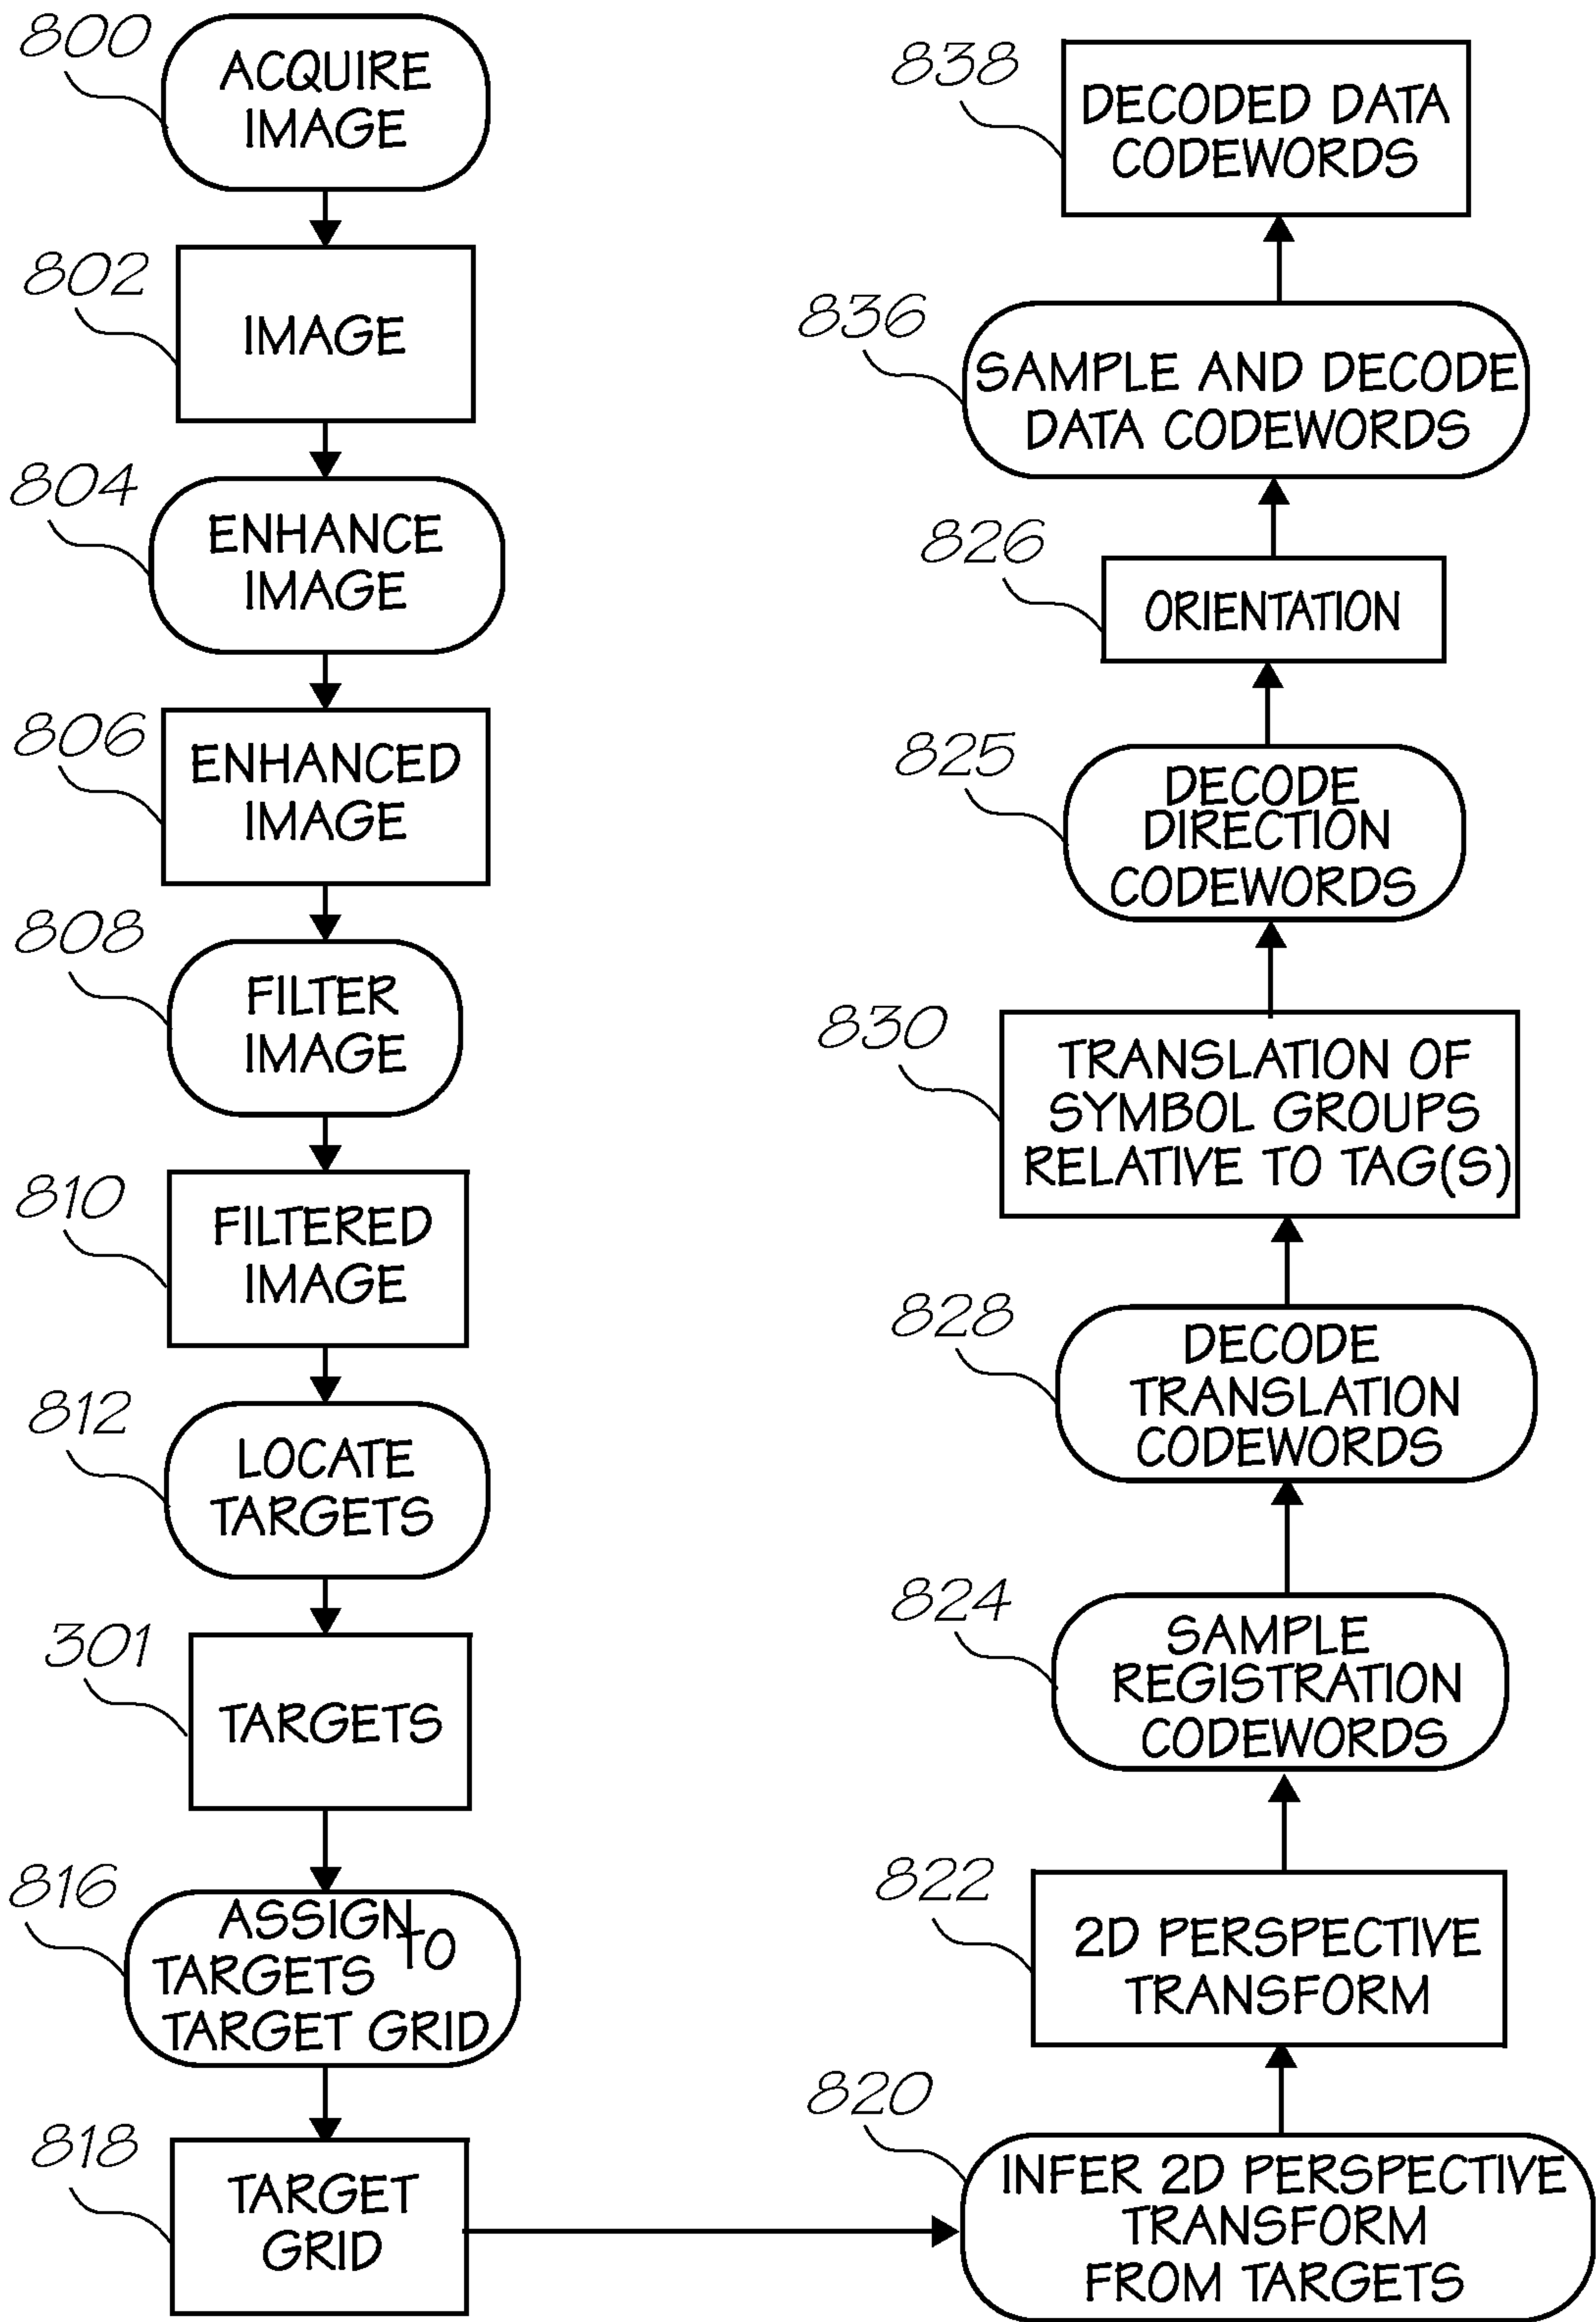 800
ACQUIRE
IMAGE
802
IMAGE
804
ENHANCE
IMAGE
806
ENHANCED
IMAGE
808
FILTER
IMAGE
810
FILTERED
IMAGE
812
LOCATE
TARGETS
301
TARGETS
816
ASSIGN
TARGETS TO
TARGET GRID
818
TARGET
GRID
820
INFER 2D PERSPECTIVE
TRANSFORM
FROM TARGETS
822
2D PERSPECTIVE
TRANSFORM
824
SAMPLE
REGISTRATION
CODEWORDS
828
DECODE
TRANSLATION
CODEWORDS
830
TRANSLATION OF
SYMBOL GROUPS
RELATIVE TO TAG(S)
825
DECODE
DIRECTION
CODEWORDS
826
ORIENTATION
836
SAMPLE AND DECODE
DATA CODEWORDS
838
DECODED DATA
CODEWORDS